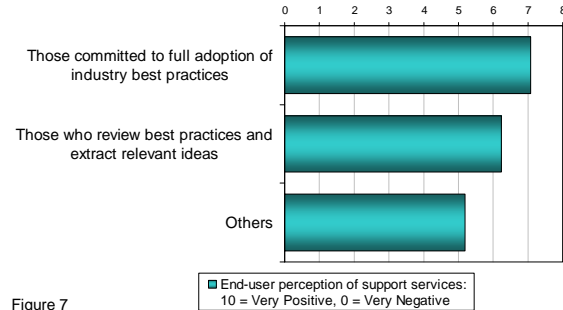 0 1 2 3 4 5 6 7 8
Those committed to full adoption of
industry best practices
Those who review best practices and
extract relevant ideas
Others
End-user perception of support services:
10 = Very Positive, 0 = Very Negative
Figure 7